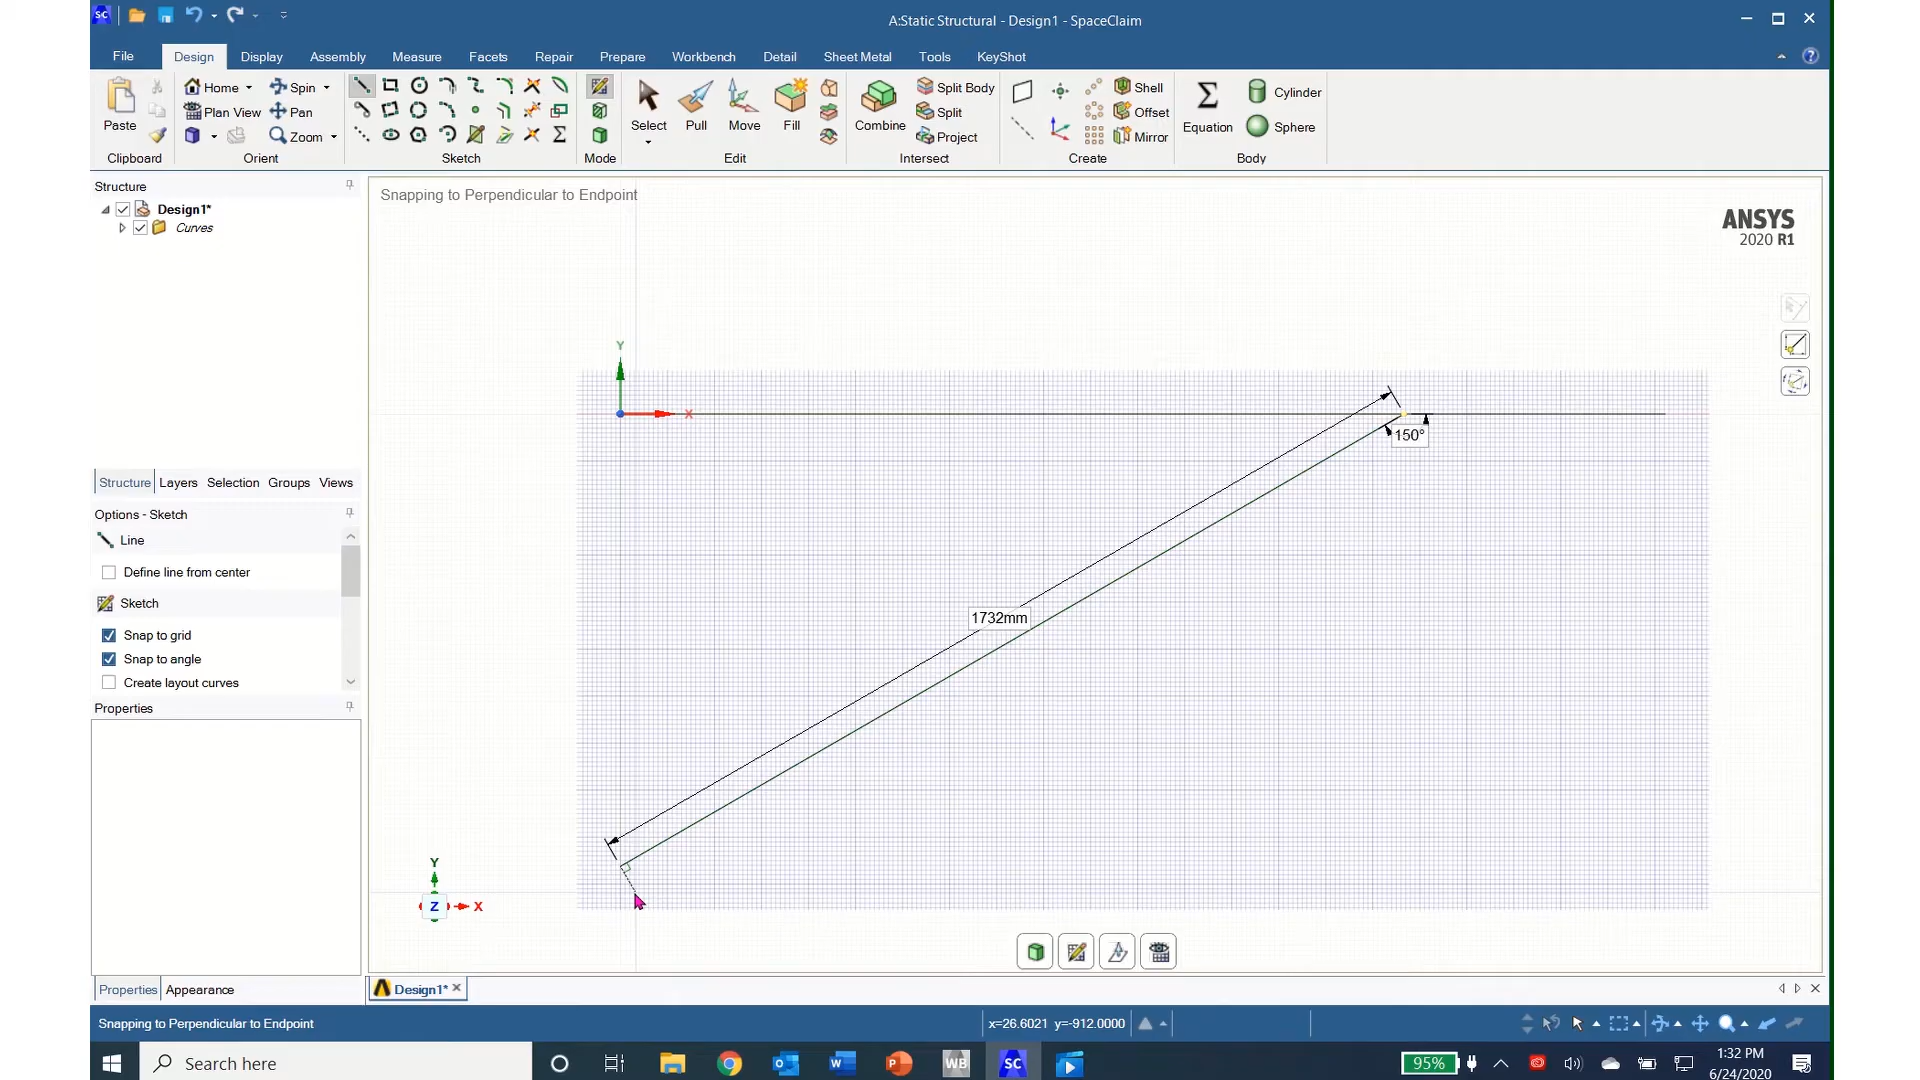 SC
A:Static Structural - Design1 - SpaceClaim
File Design Display Assembly Measure Facets Repair Prepare Workbench Detail Sheet Metal Tools KeyShot
Home Spin
Plan View Pan
Zoom
Paste
Select Pull Move Fill
Combine
Split Body
Split
Project
Shell
Offset
Mirror
Equation
Cylinder
Sphere
Clipboard Orient Sketch Mode Edit Intersect Create Body
Structure
Design1*
Curves
Snapping to Perpendicular to Endpoint
ANSYS
2020 R1
Y
X
150°
1732mm
Structure Layers Selection Groups Views
Options - Sketch
Line
Define line from center
Sketch
Snap to grid
Snap to angle
Create layout curves
Properties
Y
Z X
Properties Appearance
Design1*
Snapping to Perpendicular to Endpoint
x=26.6021 y=-912.0000
Search here
WB
SC
95%
1:32 PM
6/24/2020